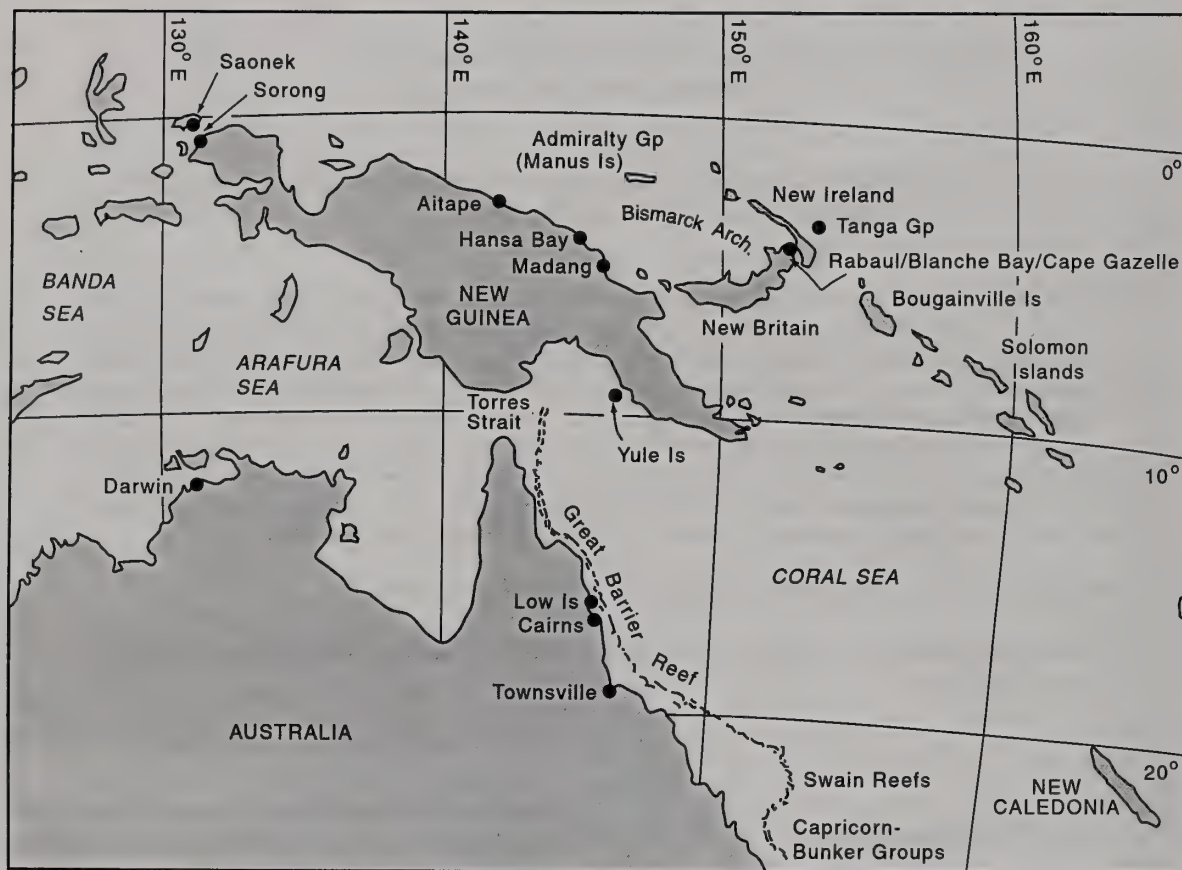 130° E
140° E
150° E
160° E
Saonek
Sorong
Admiralty Gp
(Manus Is)
0°
New Ireland
Aitape
Bismarck Arch.
Tanga Gp
Hansa Bay
Rabaul/Blanche Bay/Cape Gazelle
Madang
BANDA
SEA
NEW
GUINEA
Bougainville Is
New Britain
Solomon
Islands
ARAFURA
SEA
Torres
Strait
Yule Is
10°
Darwin
Great Barrier Reef
CORAL SEA
Low Is
Cairns
Townsville
AUSTRALIA
Swain Reefs
20°
NEW
CALEDONIA
Capricorn-
Bunker Groups